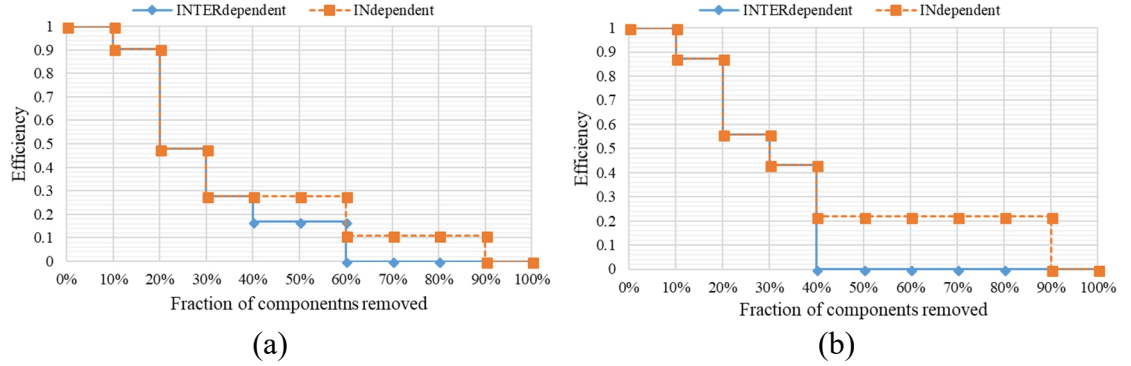 INTERdependent INdependent
1
0.9
0.8
0.7
0.6
0.5
0.4
0.3
0.2
0.1
0
Efficiency
0% 10% 20% 30% 40% 50% 60% 70% 80% 90% 100%
Fraction of componentns removed
(a)
INTERdependent INdependent
1
0.9
0.8
0.7
0.6
0.5
0.4
0.3
0.2
0.1
0
Efficiency
0% 10% 20% 30% 40% 50% 60% 70% 80% 90% 100%
Fraction of components removed
(b)